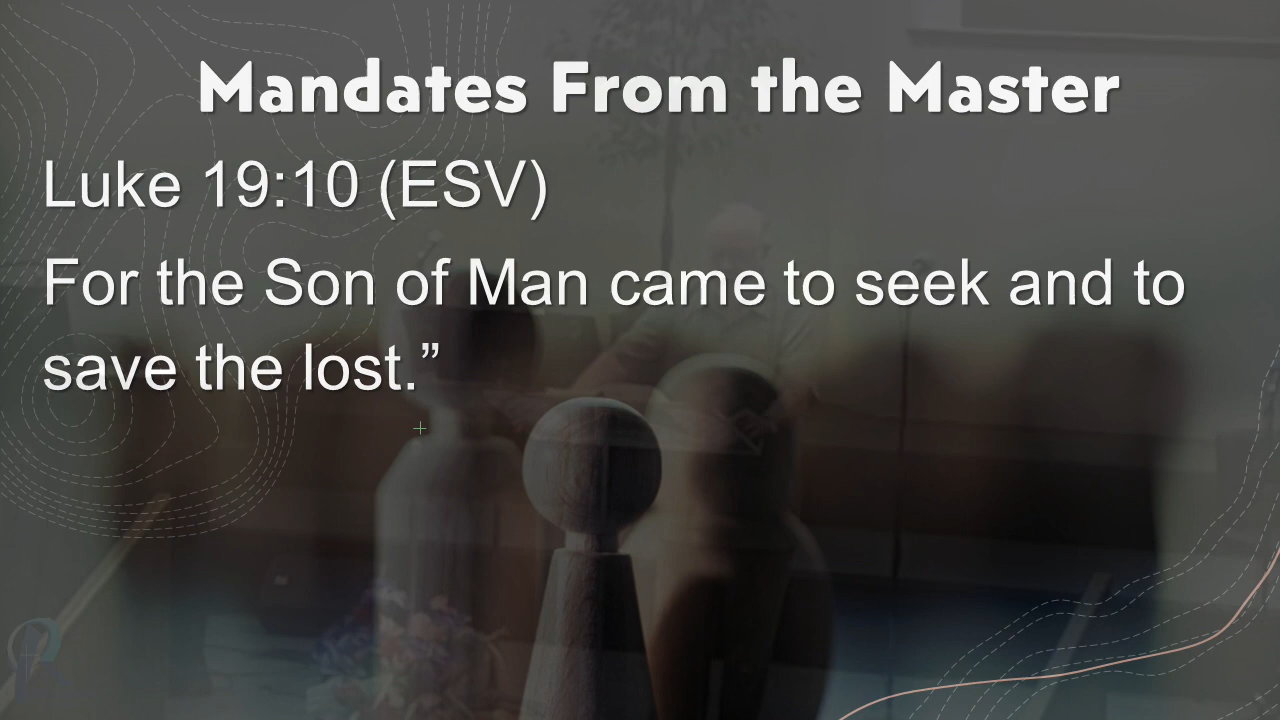 Mandates From the Master
Luke 19:10 (ESV)
For the Son of Man came to seek and to
save the lost.”